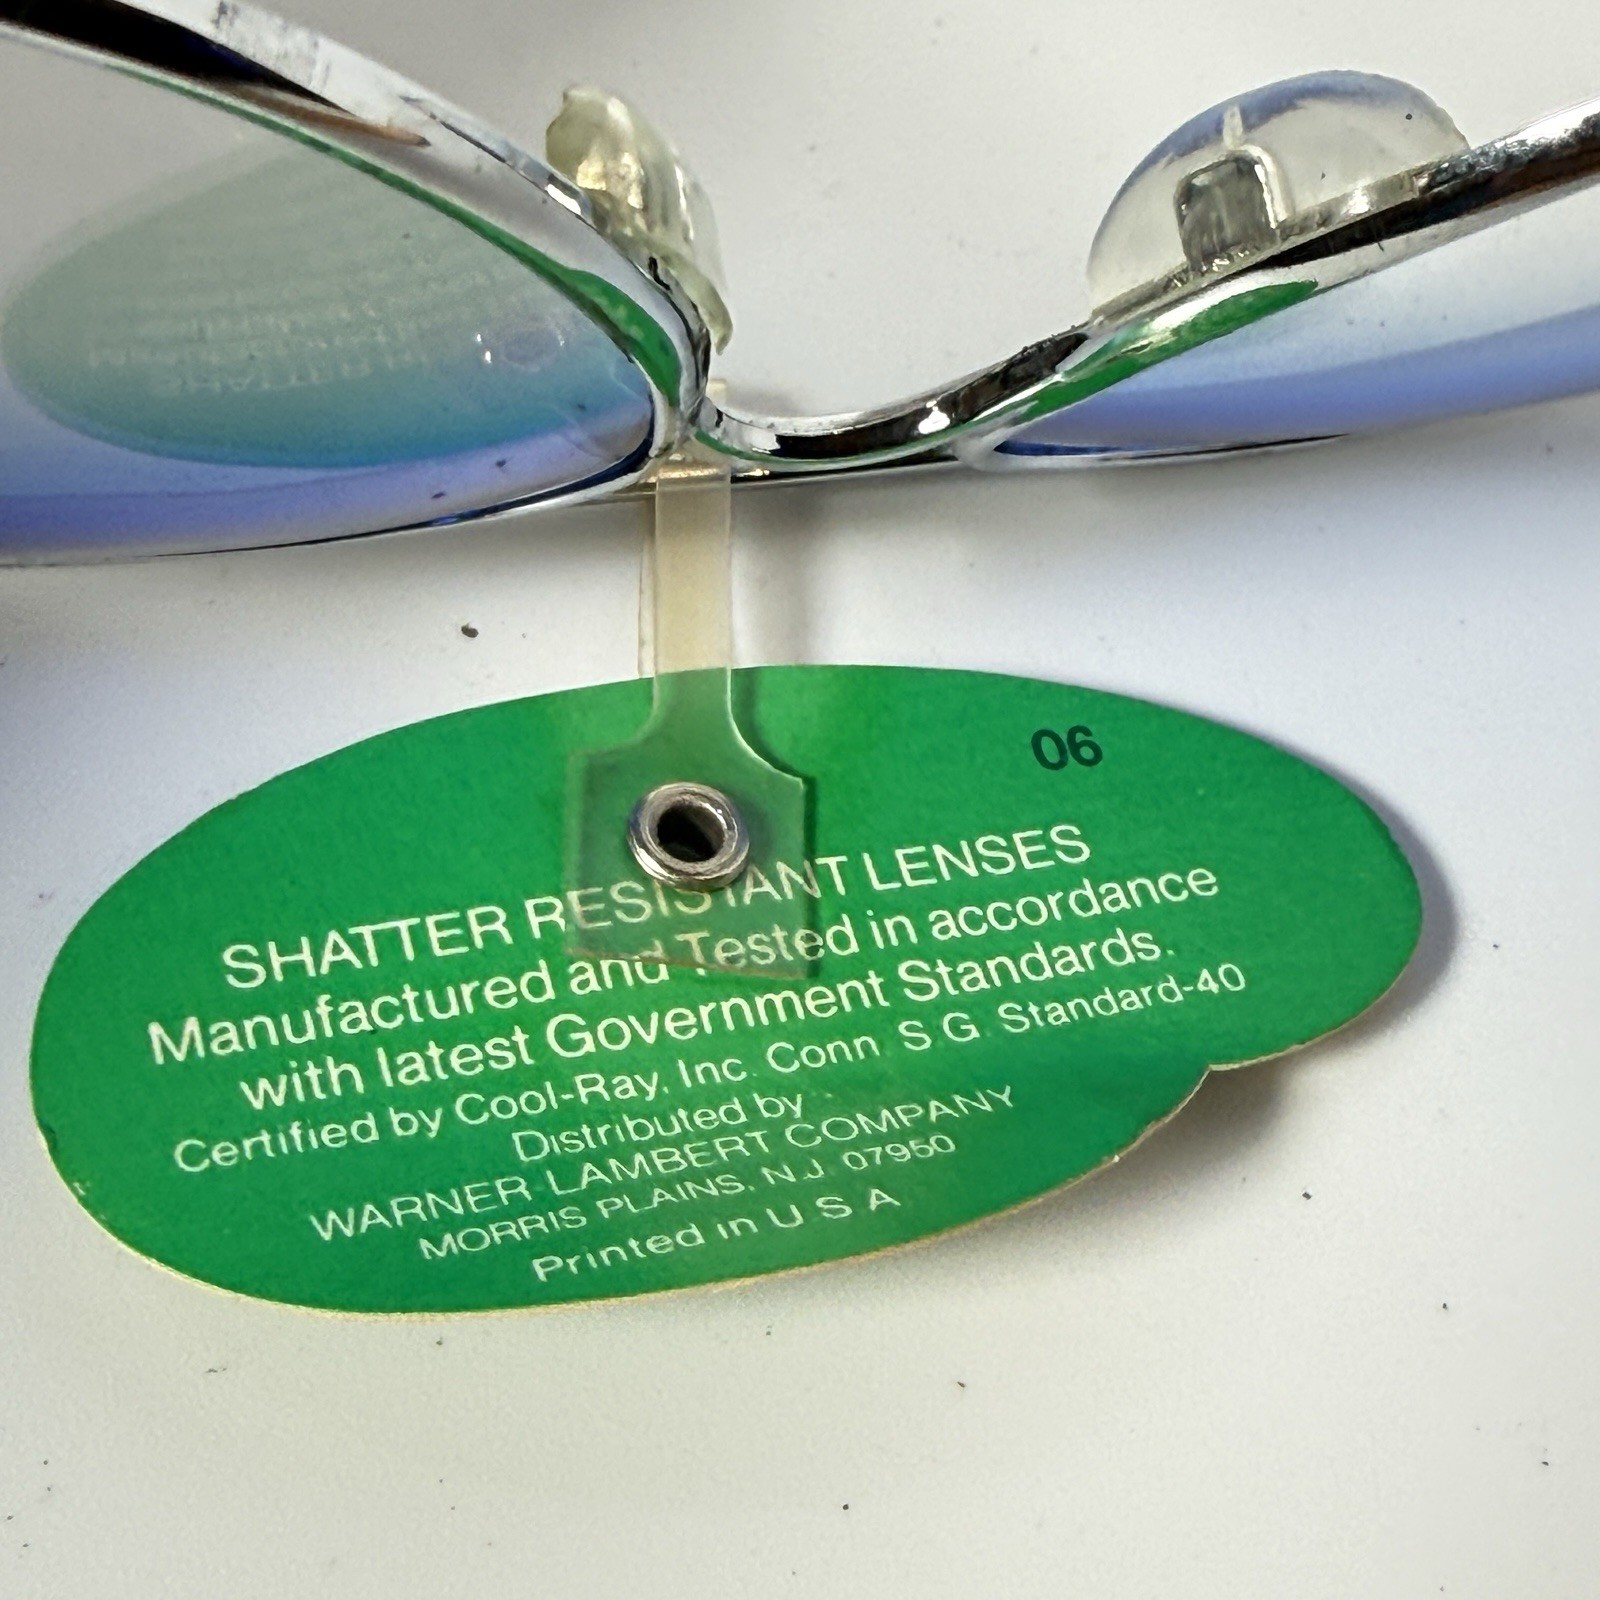 06
SHATTER RESISTANT LENSES
Manufactured and Tested in accordance
with latest Government Standards.
Certified by Cool-Ray, Inc. Conn. S.G. Standard-40
Distributed by
WARNER LAMBERT COMPANY
MORRIS PLAINS, N.J. 07950
Printed in U S A